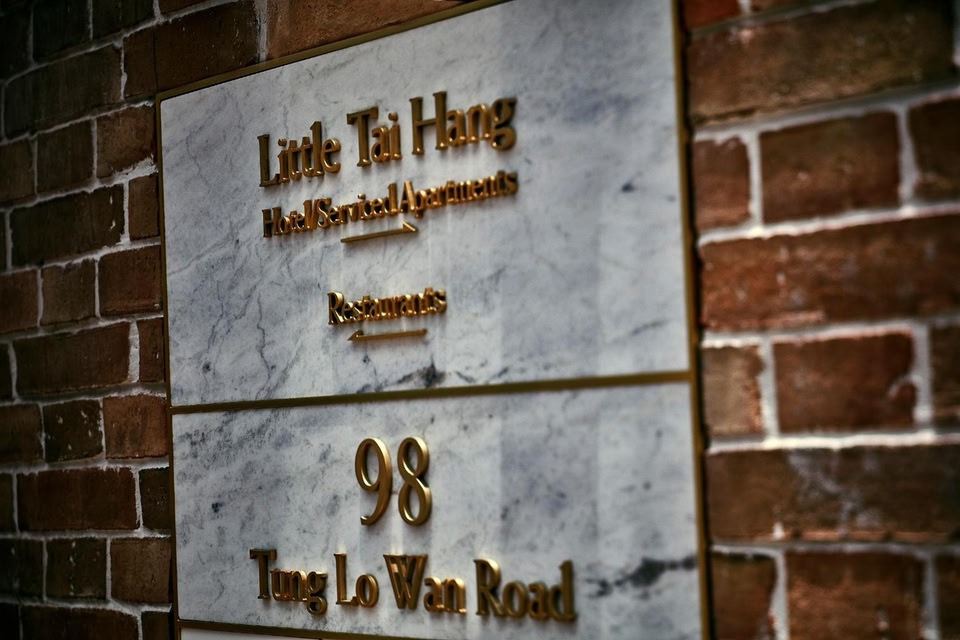 Little Tai Hang
Hotel/Serviced Apartments
Restaurants
98
Tung Lo Wan Road